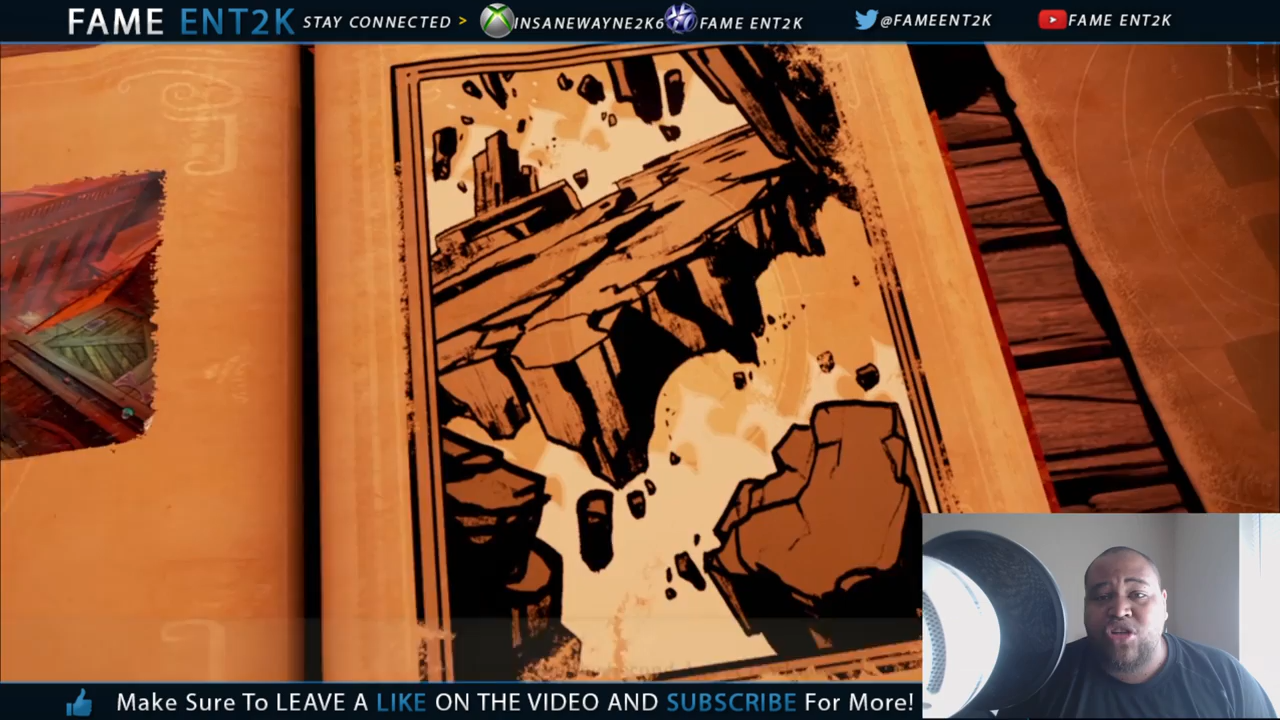 FAME ENT2K STAY CONNECTED > INSANEWAYNE2K6 FAME ENT2K @FAMEENT2K FAME ENT2K
Make Sure To LEAVE A LIKE ON THE VIDEO AND SUBSCRIBE For More!